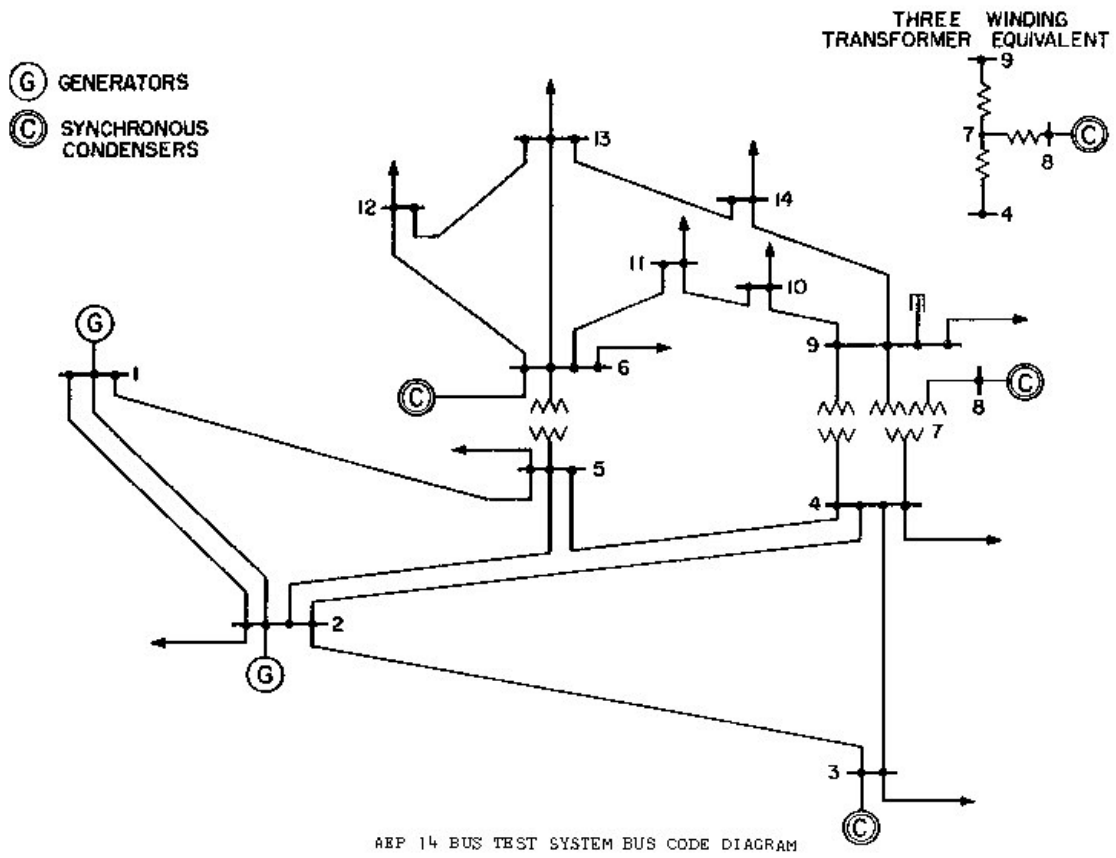 THREE WINDING
TRANSFORMER EQUIVALENT
9
7
8
C
4
G GENERATORS
C SYNCHRONOUS
CONDENSERS
13
12
14
11
10
G
1
9
6
C
8
C
7
5
4
2
G
3
C
AEP 14 BUS TEST SYSTEM BUS CODE DIAGRAM